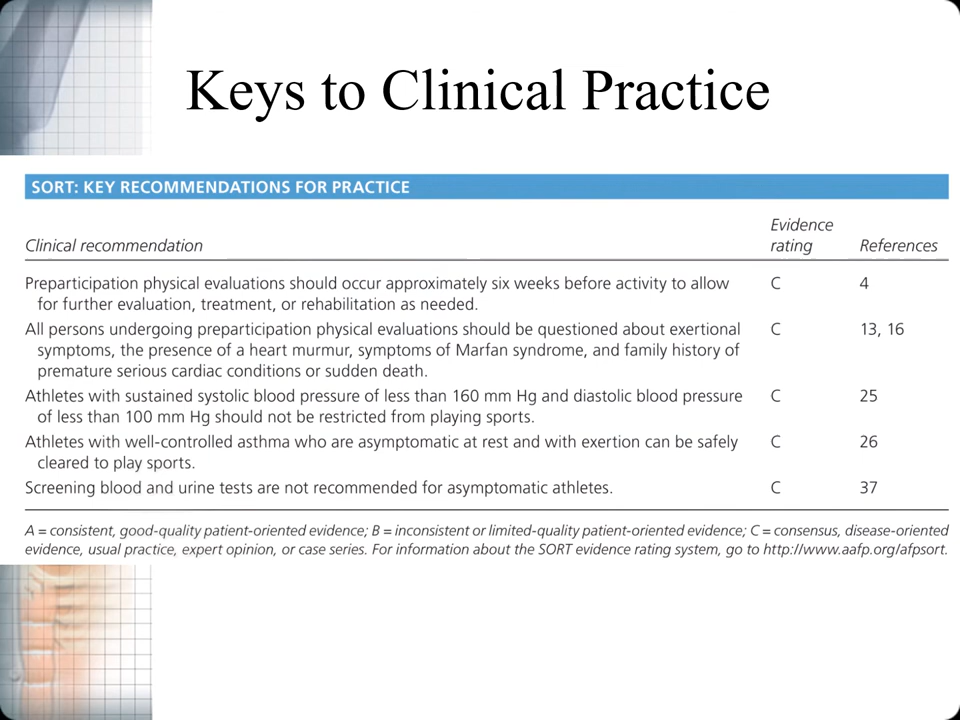 Keys to Clinical Practice
SORT: KEY RECOMMENDATIONS FOR PRACTICE
Evidence
Clinical recommendation rating References
Preparticipation physical evaluations should occur approximately six weeks before activity to allow C 4
for further evaluation, treatment, or rehabilitation as needed.
All persons undergoing preparticipation physical evaluations should be questioned about exertional C 13, 16
symptoms, the presence of a heart murmur, symptoms of Marfan syndrome, and family history of
premature serious cardiac conditions or sudden death.
Athletes with sustained systolic blood pressure of less than 160 mm Hg and diastolic blood pressure C 25
of less than 100 mm Hg should not be restricted from playing sports.
Athletes with well-controlled asthma who are asymptomatic at rest and with exertion can be safely C 26
cleared to play sports.
Screening blood and urine tests are not recommended for asymptomatic athletes. C 37
A = consistent, good-quality patient-oriented evidence; B = inconsistent or limited-quality patient-oriented evidence; C = consensus, disease-oriented
evidence, usual practice, expert opinion, or case series. For information about the SORT evidence rating system, go to http://www.aafp.org/afpsort.